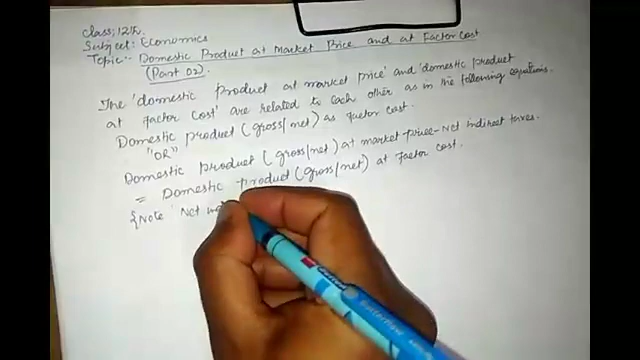 Class: 12th.
Subject: Economics
Topic:- Domestic Product at Market Price and at Factor Cost
(Part 02).
The 'domestic product at market price' and 'domestic product
at factor cost' are related to each other as in the following equations.
Domestic product (gross/net) as factor cost.
"OR"
Domestic product (gross/net) at market price-Net indirect taxes.
= Domestic product (gross/net) at factor cost.
{Note Net